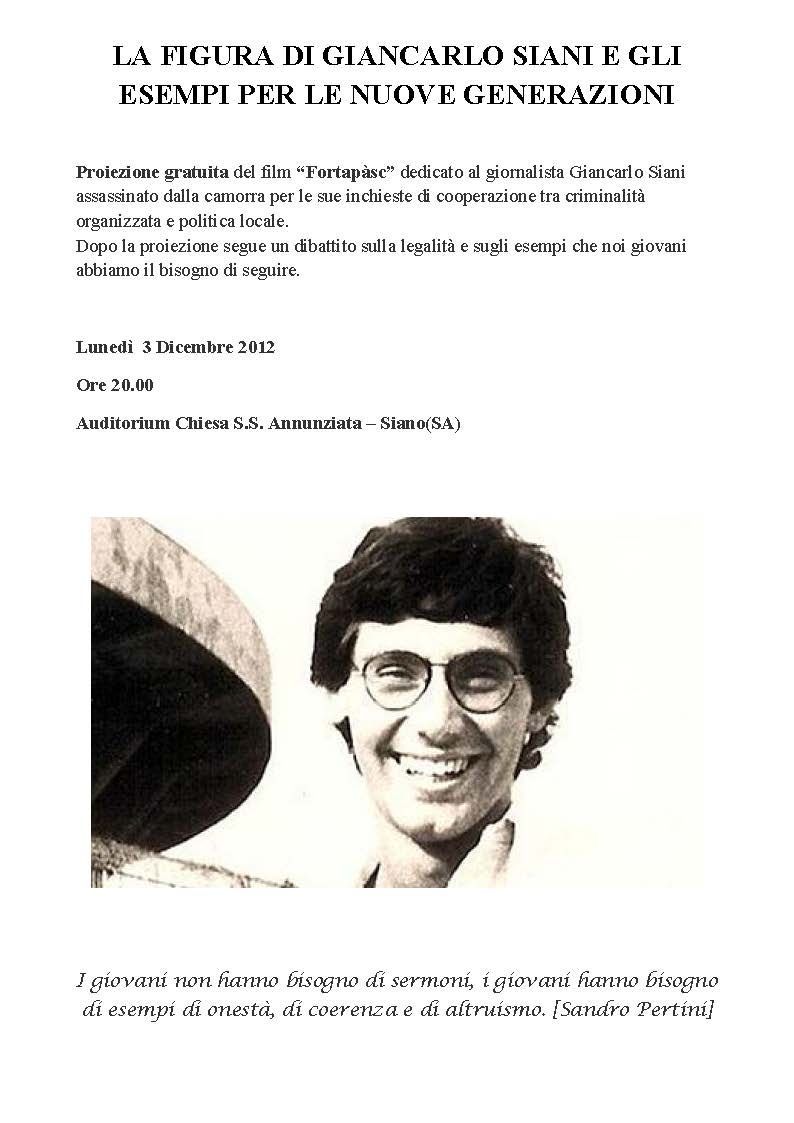 LA FIGURA DI GIANCARLO SIANI E GLI
ESEMPI PER LE NUOVE GENERAZIONI
Proiezione gratuita del film “Fortapàsc” dedicato al giornalista Giancarlo Siani
assassinato dalla camorra per le sue inchieste di cooperazione tra criminalità
organizzata e politica locale.
Dopo la proiezione segue un dibattito sulla legalità e sugli esempi che noi giovani
abbiamo il bisogno di seguire.
Lunedì  3 Dicembre 2012
Ore 20.00
Auditorium Chiesa S.S. Annunziata – Siano(SA)
I giovani non hanno bisogno di sermoni, i giovani hanno bisogno
di esempi di onestà, di coerenza e di altruismo. [Sandro Pertini]